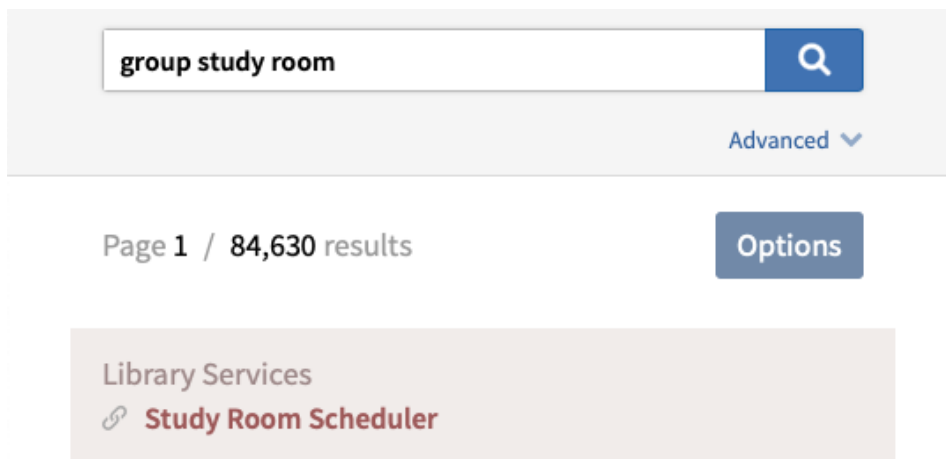 group study room
Advanced
Page 1 / 84,630 results
Options
Library Services
Study Room Scheduler